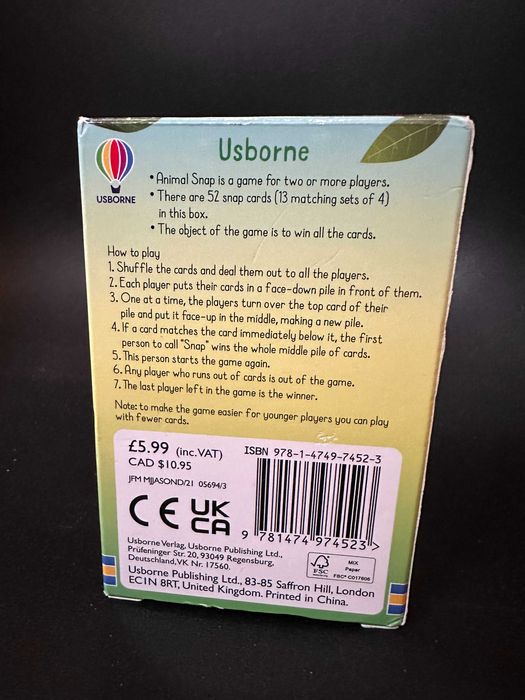 Usborne
USBORNE
• Animal Snap is a game for two or more players.
• There are 52 snap cards (13 matching sets of 4)
in this box.
• The object of the game is to win all the cards.
How to play
1. Shuffle the cards and deal them out to all the players.
2. Each player puts their cards in a face-down pile in front of them.
3. One at a time, the players turn over the top card of their
pile and put it face-up in the middle, making a new pile.
4. If a card matches the card immediately below it, the first
person to call "Snap" wins the whole middle pile of cards.
5. This person starts the game again.
6. Any player who runs out of cards is out of the game.
7. The last player left in the game is the winner.
Note: to make the game easier for younger players you can play
with fewer cards.
£5.99 (inc.VAT)
CAD $10.95
JFM MJJASOND/21 05694/3
CE UK
CA
ISBN 978-1-4749-7452-3
9 781474 974523 >
Usborne Verlag, Usborne Publishing Ltd.,
Prüfeninger Str. 20, 93049 Regensburg,
Deutschland, VK Nr. 17560.
Usborne Publishing Ltd., 83-85 Saffron Hill, London
EC1N 8RT, United Kingdom. Printed in China.
FSC
MIX
Paper
FSC® C017606